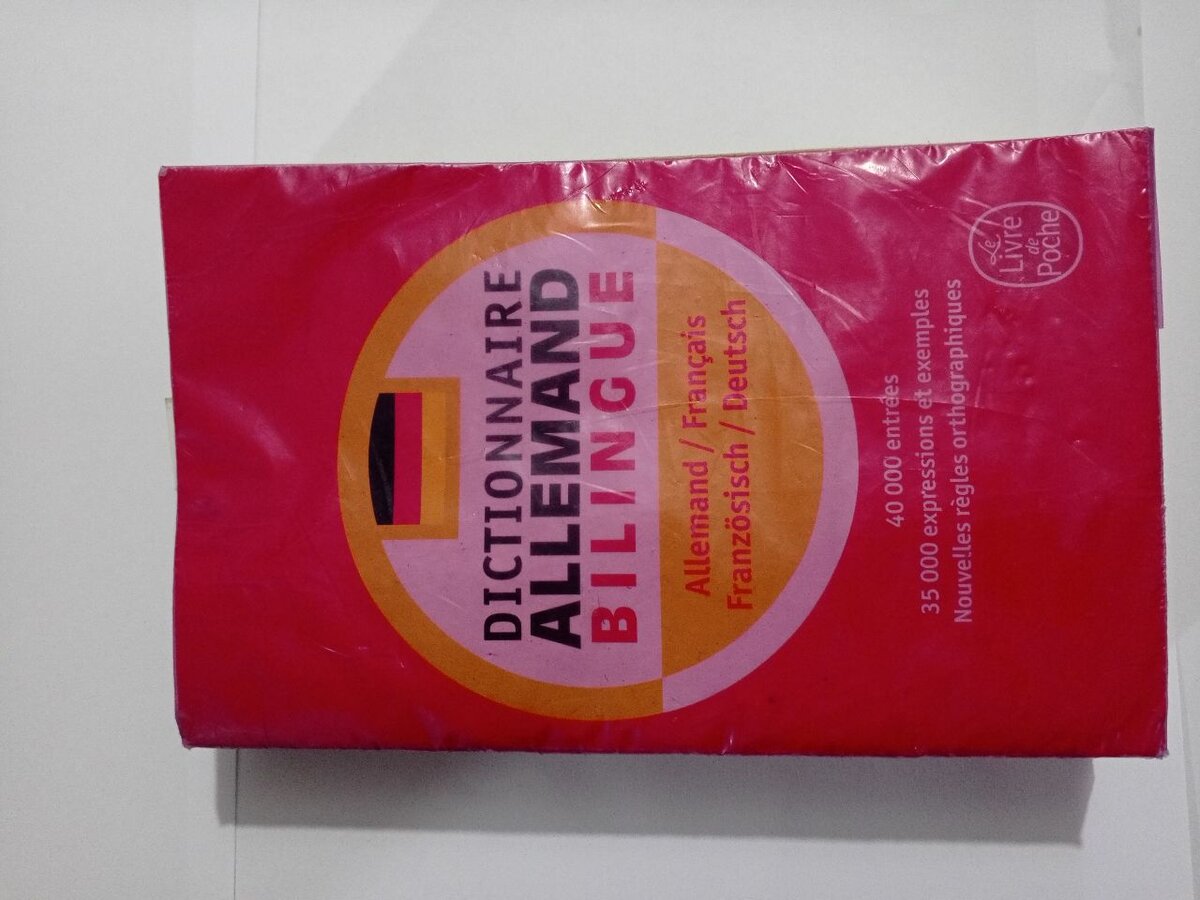 DICTIONNAIRE
ALLEMAND
BILINGUE
Allemand / Français
Französisch / Deutsch
40 000 entrées
35 000 expressions et exemples
Nouvelles règles orthographiques
Le
Livre
de
Poche